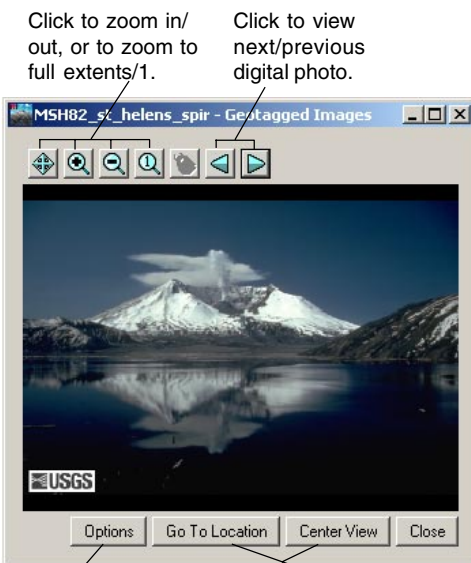 Click to zoom in/
out, or to zoom to
full extents/1.
Click to view
next/previous
digital photo.
MSH82_st_helens_spir - Geotagged Images
1
USGS
Options
Go To Location
Center View
Close